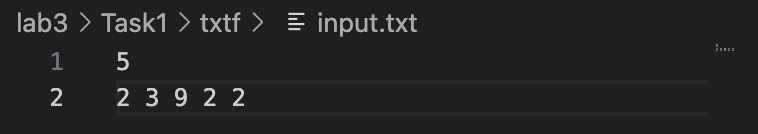 lab3 > Task1 > txtf > input.txt
1 5
2 2 3 9 2 2